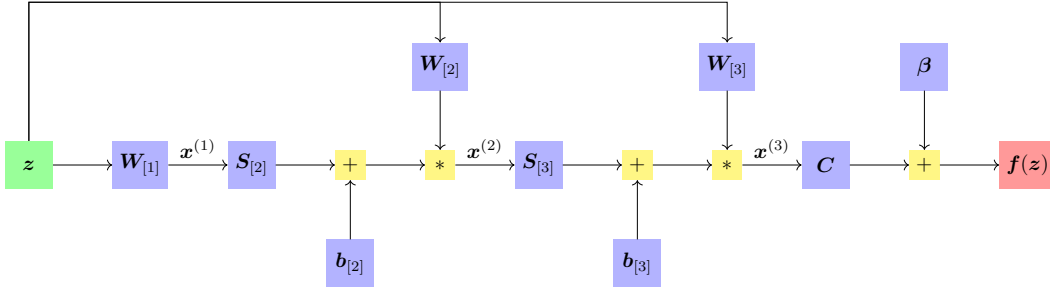 W[2] W[3] β
z W[1] x(1) S[2] + * x(2) S[3] + * x(3) C + f(z)
b[2] b[3]